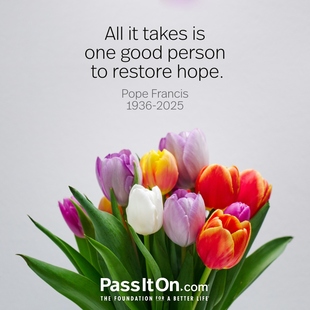 All it takes is
one good person
to restore hope.
Pope Francis
1936-2025
PassItOn.com
THE FOUNDATION FOR A BETTER LIFE